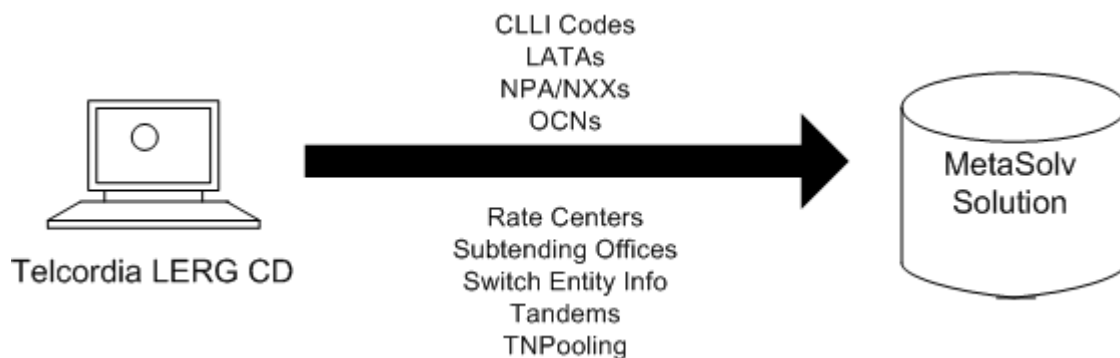 CLLI Codes
LATAs
NPA/NXXs
OCNs
MetaSolv
Solution
Rate Centers
Subtending Offices
Switch Entity Info
Tandems
TNPooling
Telcordia LERG CD